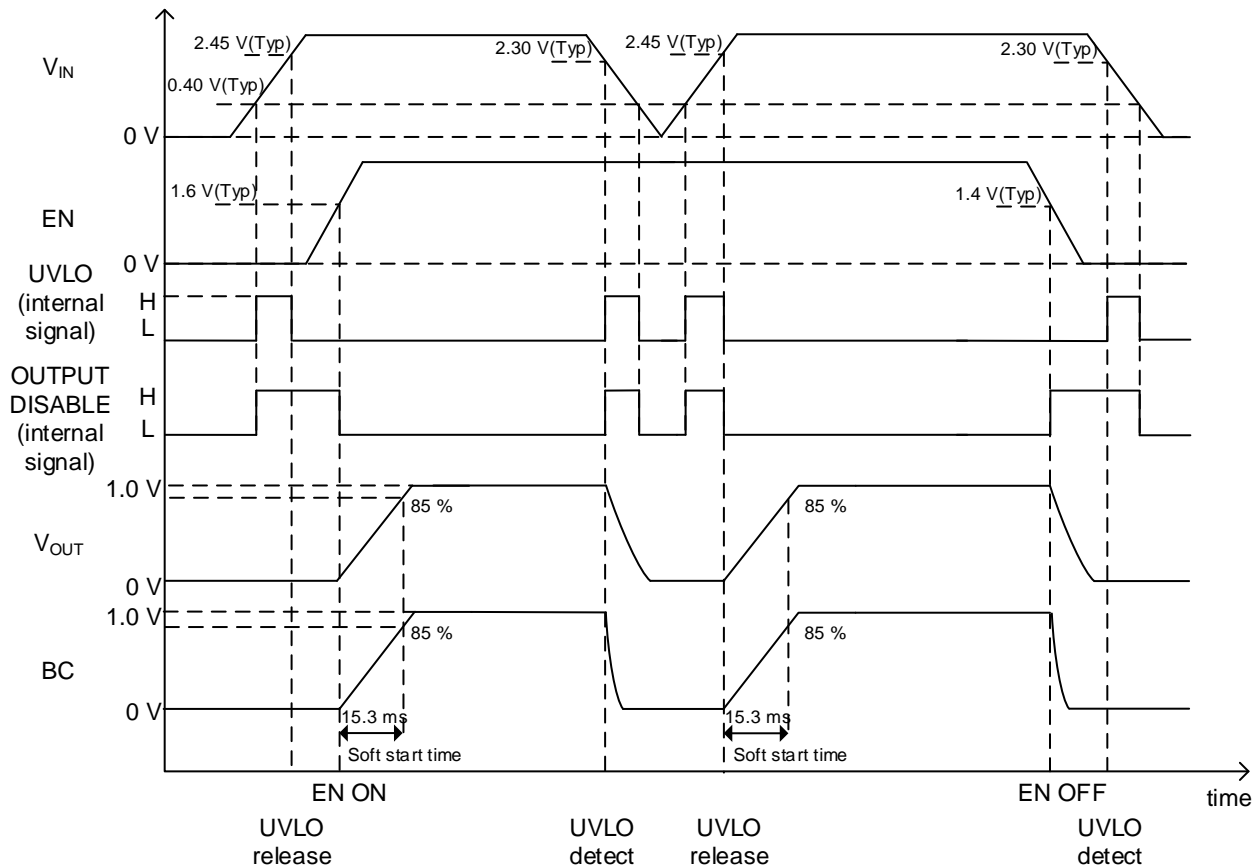 2.45 V(Typ)
2.30 V(Typ)
2.45 V(Typ)
2.30 V(Typ)
VIN
0.40 V(Typ)
0 V
1.6 V(Typ)
1.4 V(Typ)
EN
0 V
UVLO
(internal
signal)
H
L
OUTPUT
DISABLE
(internal
signal)
H
L
1.0 V
85 %
85 %
VOUT
0 V
1.0 V
85 %
85 %
BC
0 V
15.3 ms
15.3 ms
Soft start time
Soft start time
EN ON
EN OFF
time
UVLO
release
UVLO
detect
UVLO
release
UVLO
detect